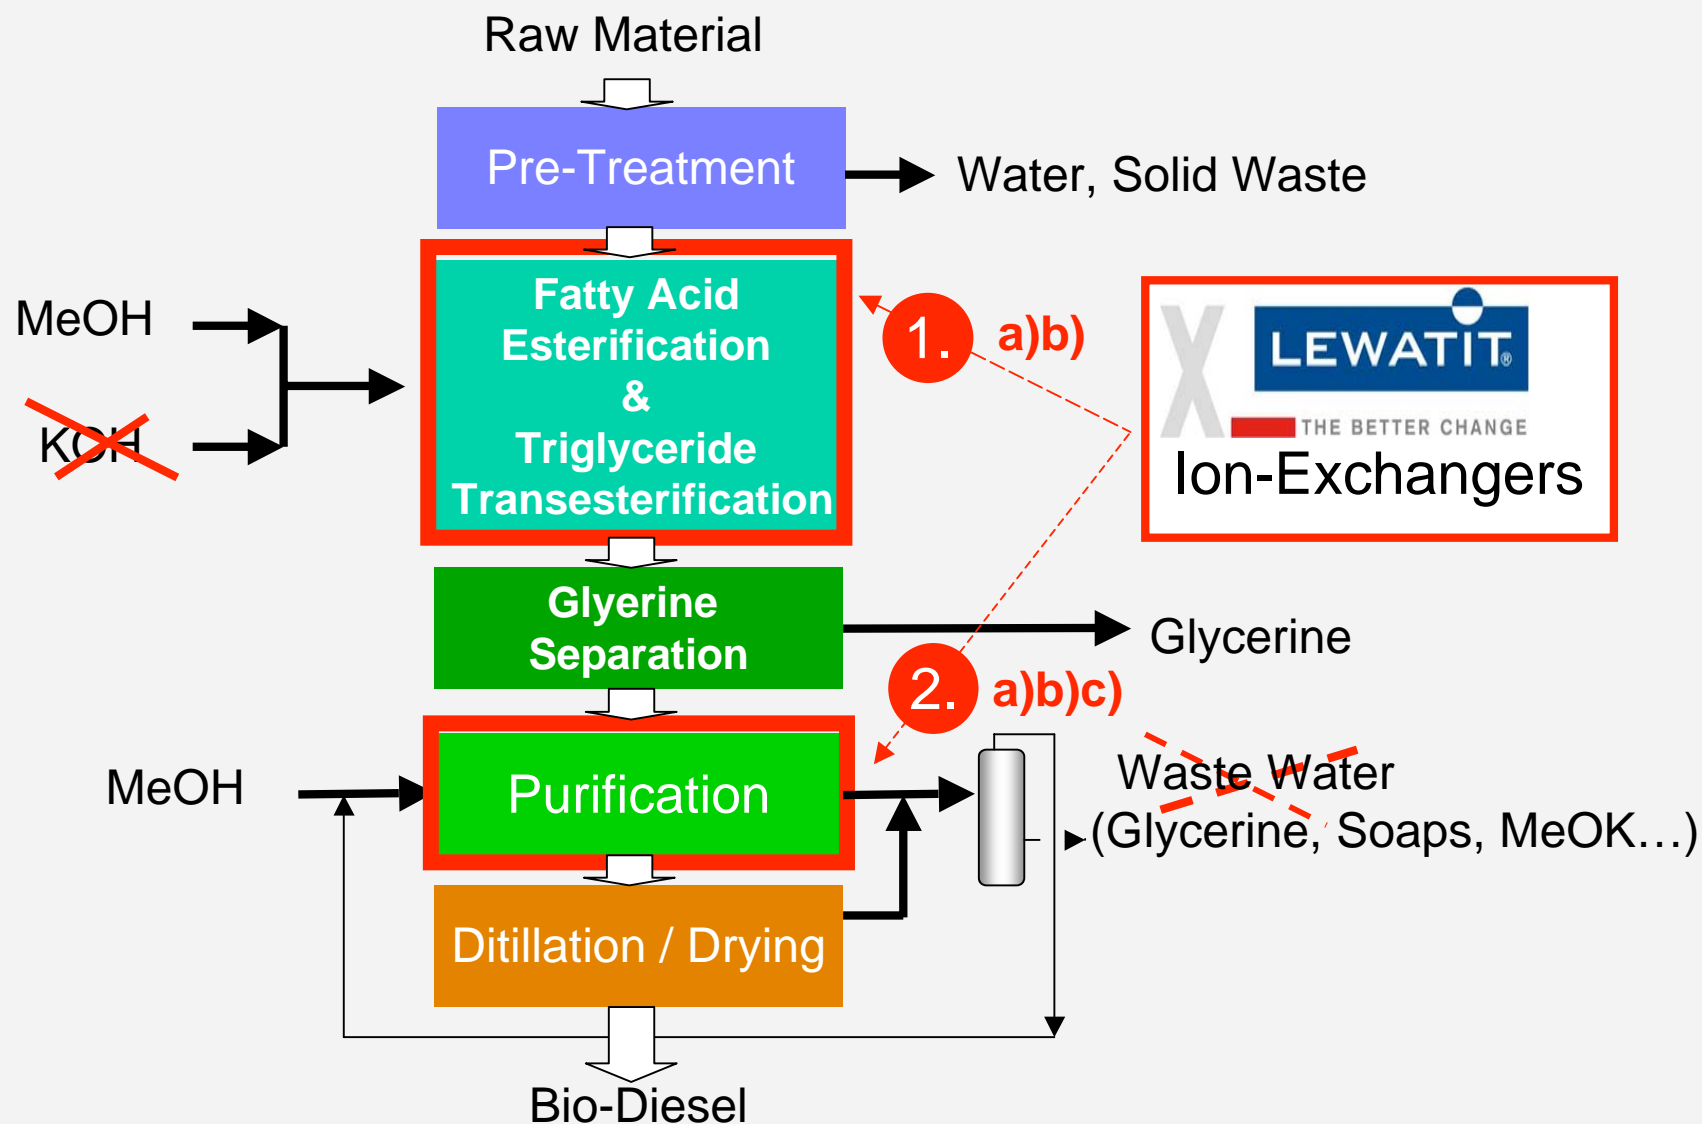 Raw Material
Pre-Treatment
Water, Solid Waste
MeOH
KOH
Fatty Acid
Esterification
&
Triglyceride
Transesterification
1.
a)b)
X
LEWATIT®
THE BETTER CHANGE
Ion-Exchangers
Glyerine
Separation
Glycerine
2.
a)b)c)
MeOH
Purification
Waste Water
(Glycerine, Soaps, MeOK…)
Ditillation / Drying
Bio-Diesel